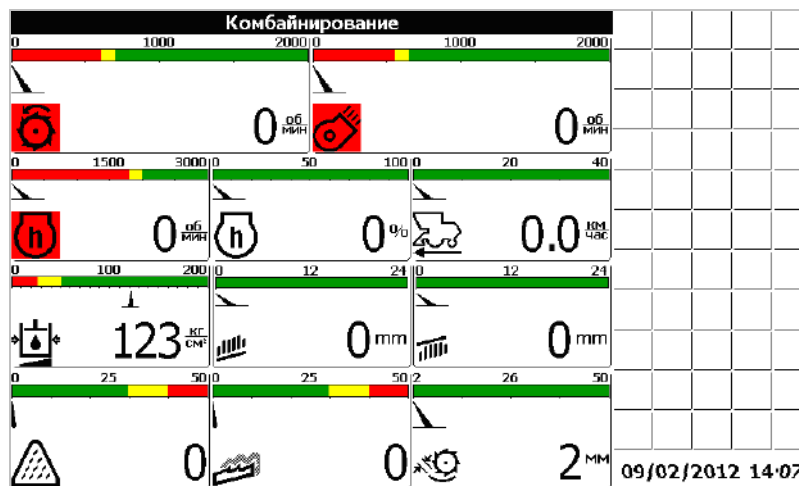 Комбайнирование
0 1000 2000 0 1000 2000
0 об/мин 0 об/мин
0 1500 3000 0 50 100 0 20 40
h 0 об/мин h 0 % 0.0 км/час
0 100 200 0 12 24 0 12 24
123 кг/см² 0 mm 0 mm
0 25 50 0 25 50 2 26 50
0 0 2 мм
09/02/2012 14:07